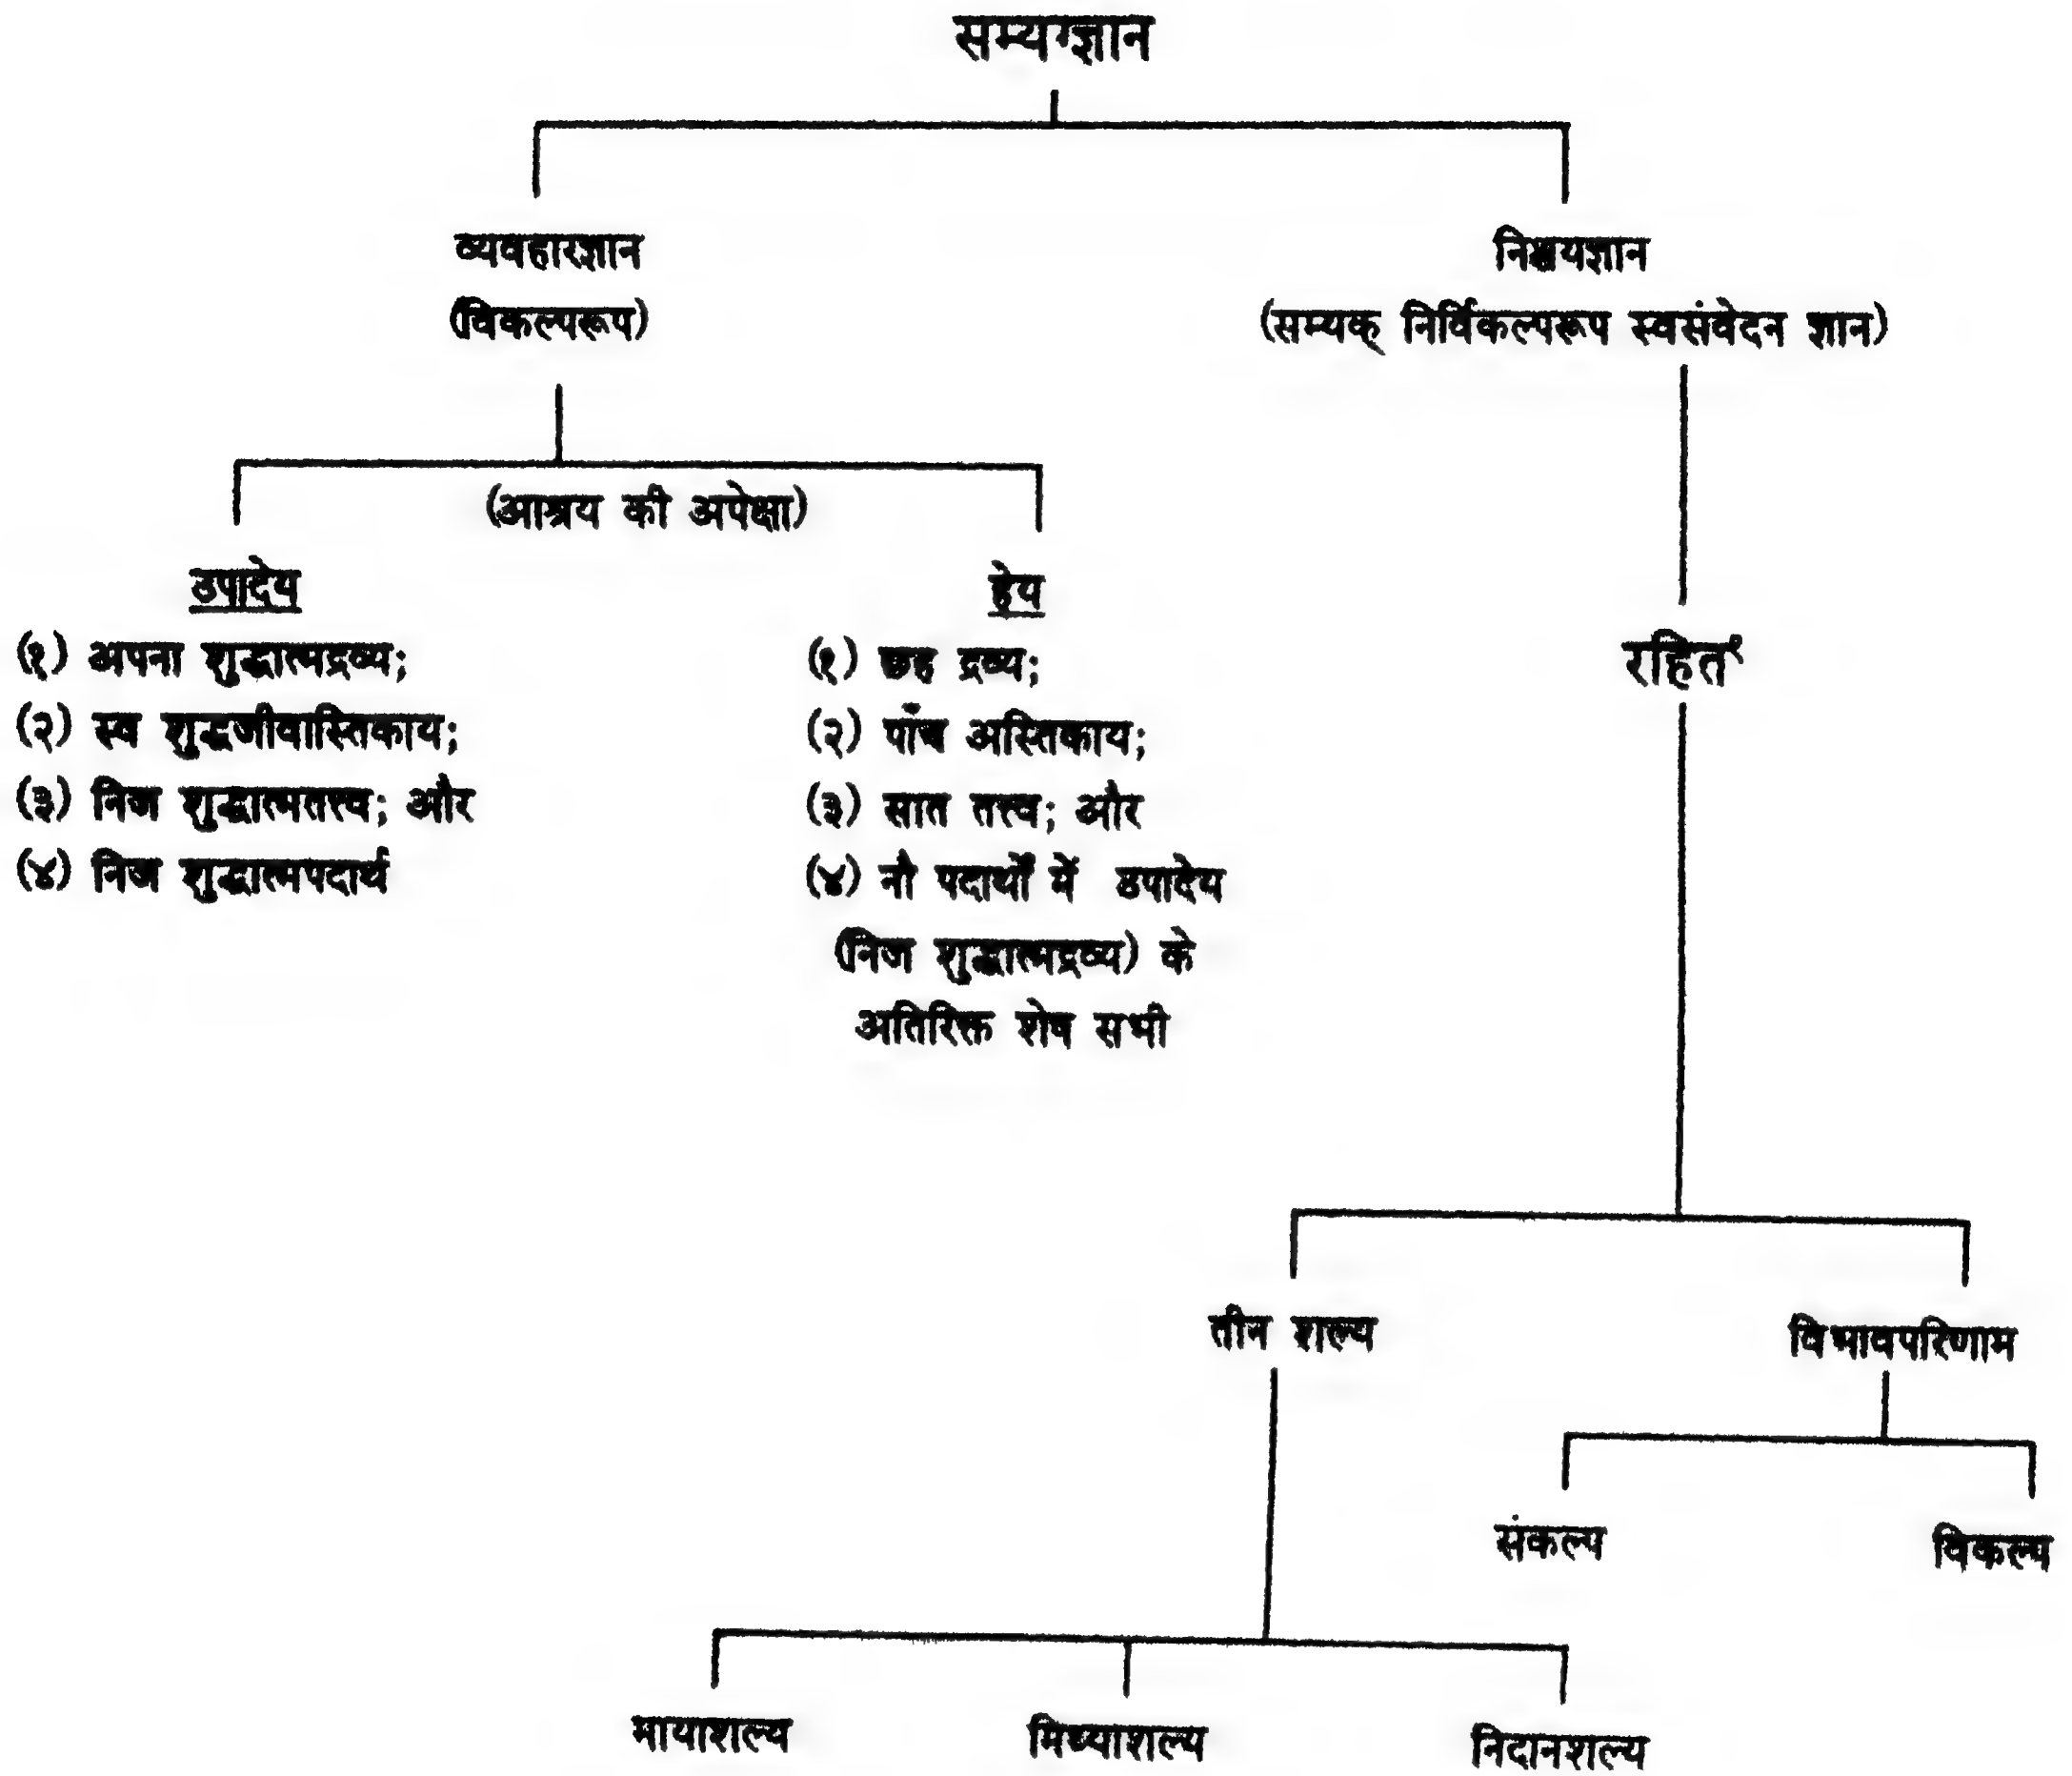 सम्यग्ज्ञान
व्यवहारज्ञान
(विकल्परूप)
निश्चयज्ञान
(सम्यक् निर्विकल्परूप स्वसंवेदन ज्ञान)
(आश्रय की अपेक्षा)
उपादेय
(१) अपना शुद्धात्मद्रव्य;
(२) स्व शुद्धजीवास्तिकाय;
(३) निज शुद्धात्मतत्त्व; और
(४) निज शुद्धात्मपदार्थ
हेय
(१) छह द्रव्य;
(२) पाँच अस्तिकाय;
(३) सात तत्त्व; और
(४) नौ पदार्थों में उपादेय
(निज शुद्धात्मद्रव्य) के
अतिरिक्त शेष सभी
रहित१
तीन शल्य
विभावपरिणाम
संकल्प
विकल्प
मायाशल्य
मिथ्याशल्य
निदानशल्य